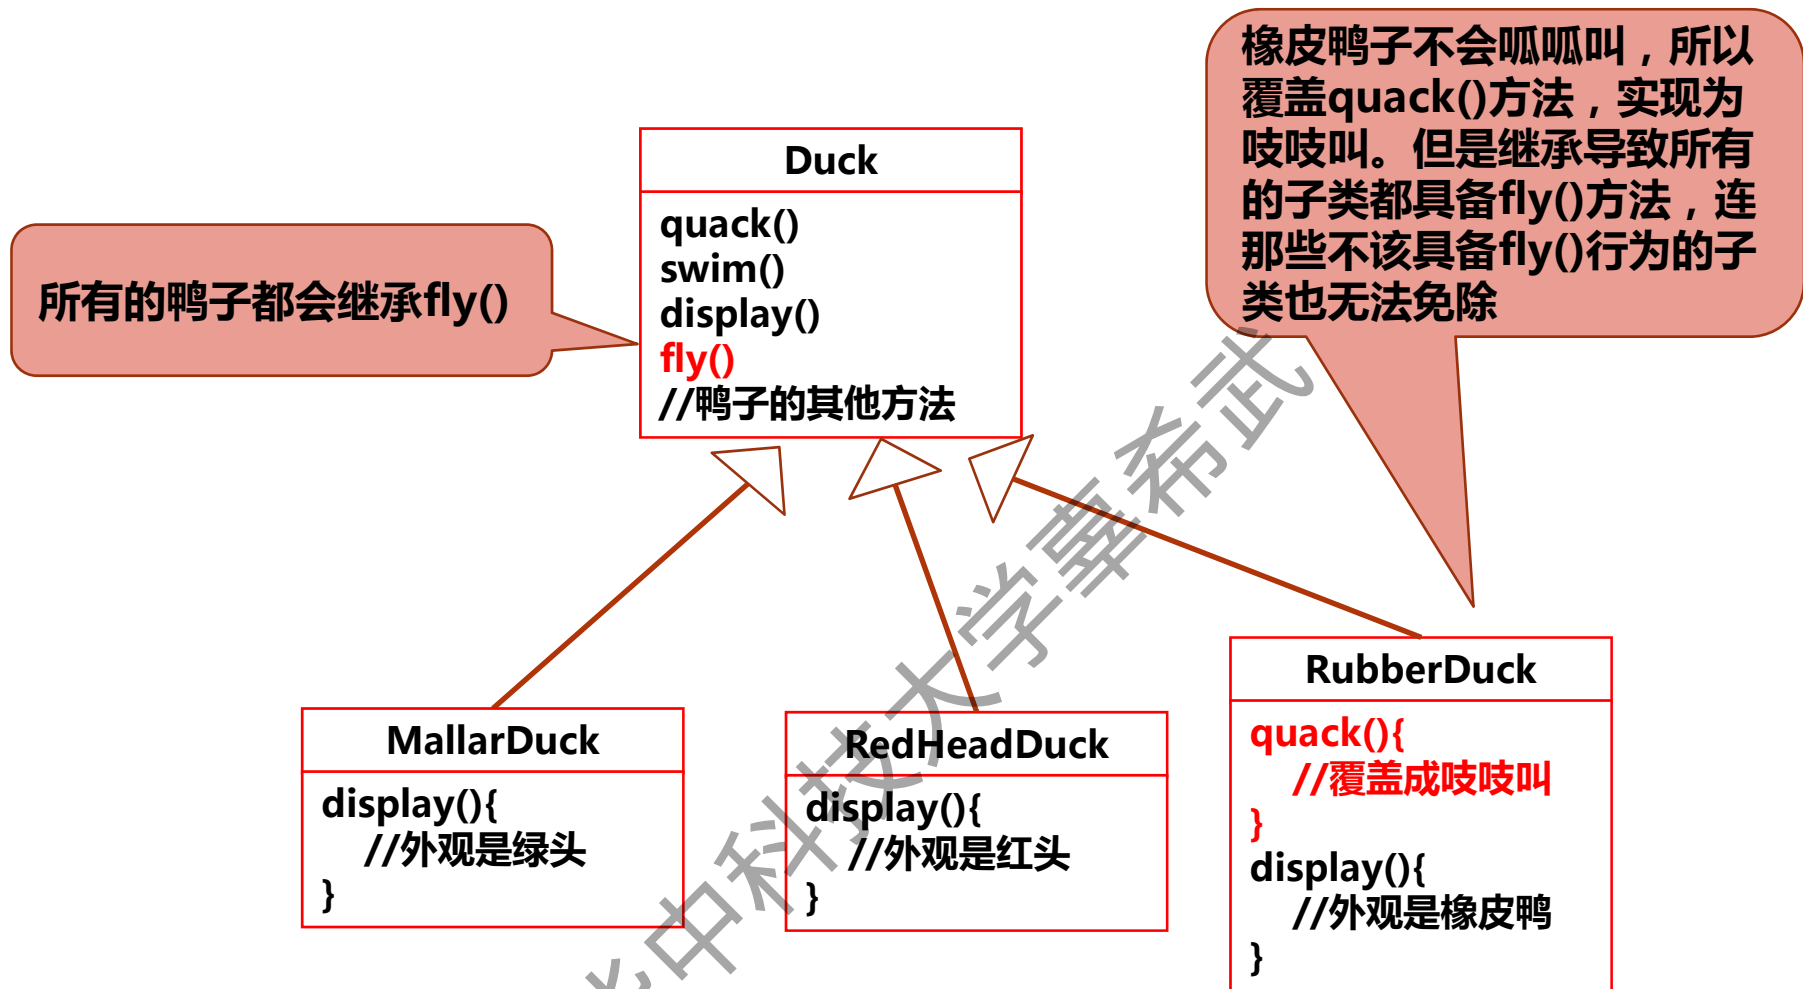 橡皮鸭子不会呱呱叫，所以
覆盖quack()方法，实现为
吱吱叫。但是继承导致所有
的子类都具备fly()方法，连
那些不该具备fly()行为的子
类也无法免除
所有的鸭子都会继承fly()
Duck
quack()
swim()
display()
fly()
//鸭子的其他方法
MallarDuck
display(){
//外观是绿头
}
RedHeadDuck
display(){
//外观是红头
}
RubberDuck
quack(){
//覆盖成吱吱叫
}
display(){
//外观是橡皮鸭
}
华中科技大学辜希武